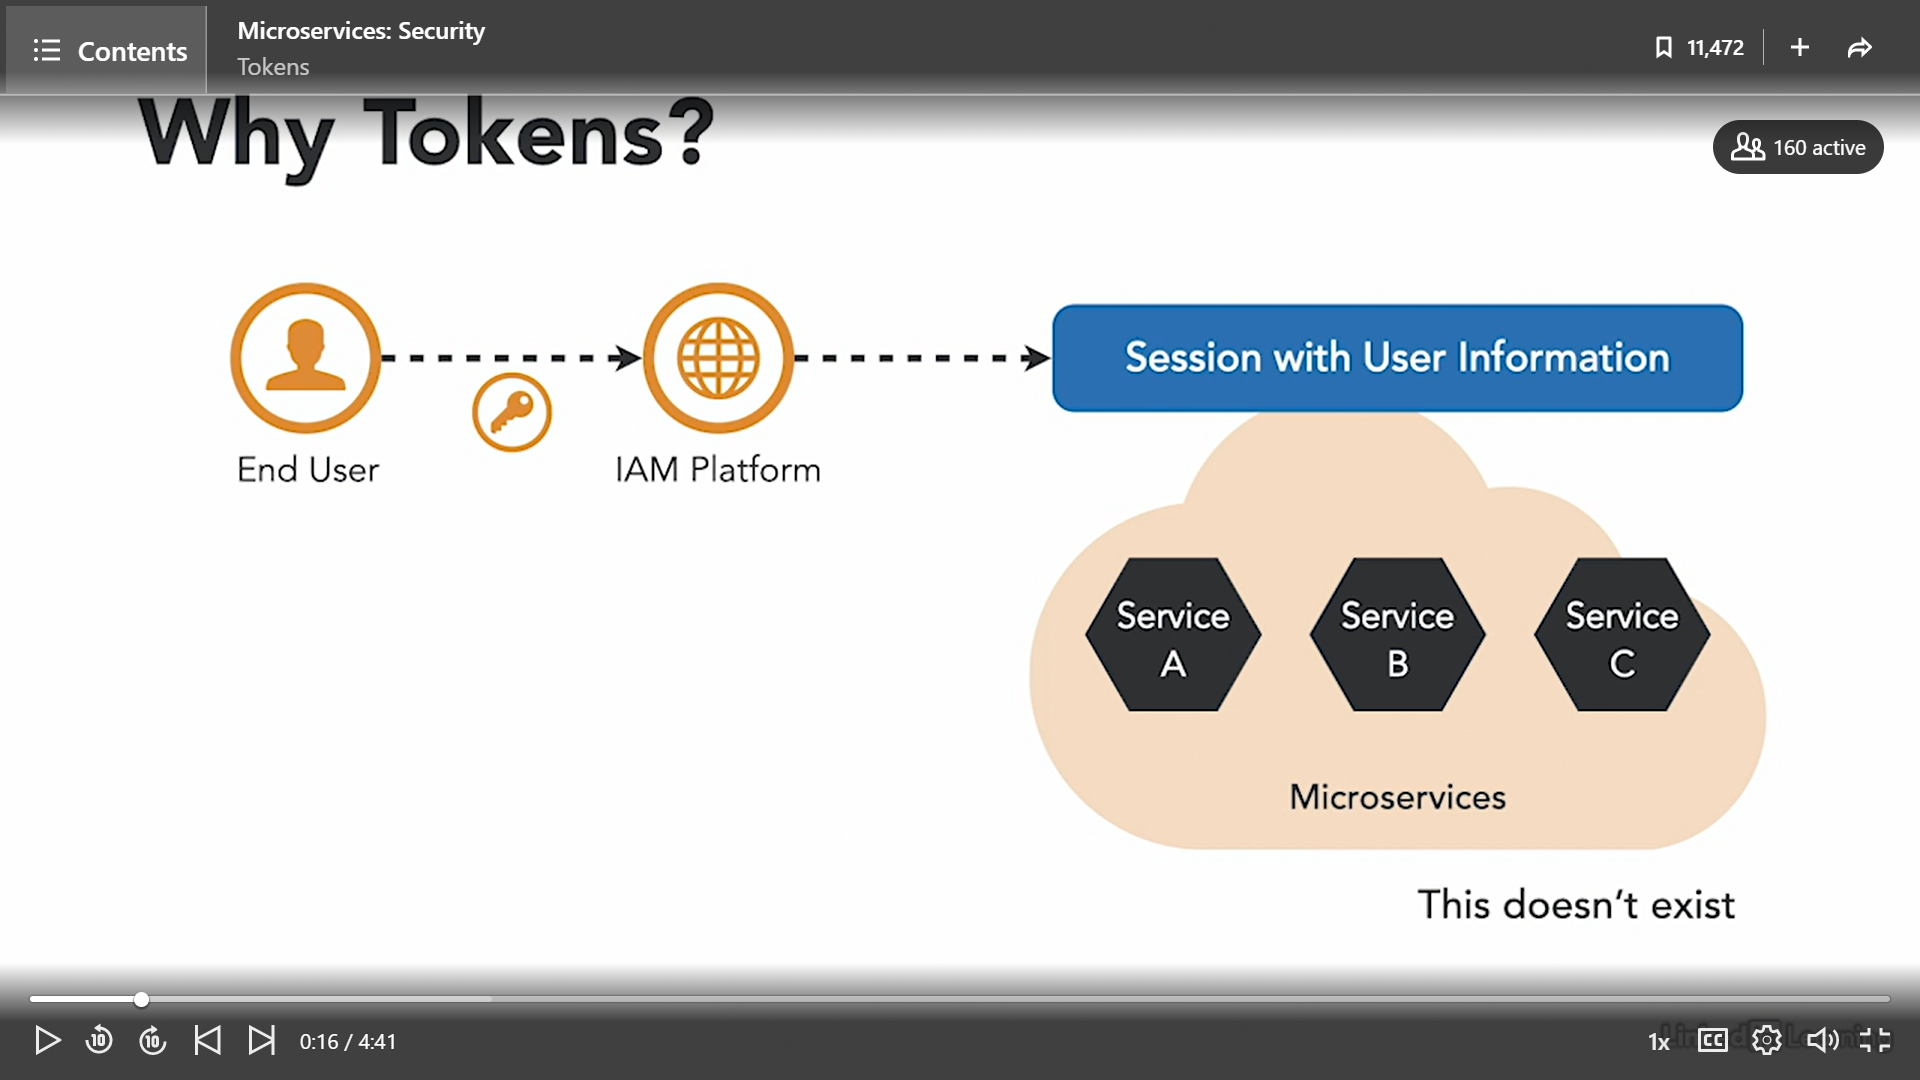 Contents
Microservices: Security
Tokens
11,472
Why Tokens?
160 active
Session with User Information
End User
IAM Platform
Service
A
Service
B
Service
C
Microservices
This doesn't exist
10
10
0:16 / 4:41
1x
CC